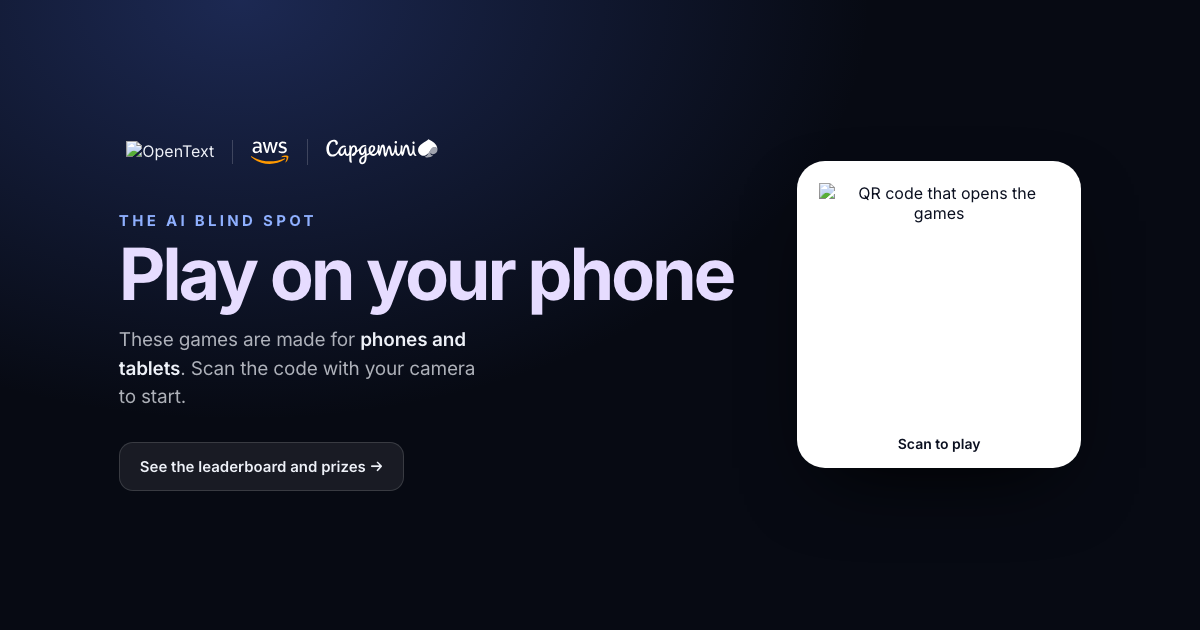 OpenText
aws
Capgemini
THE AI BLIND SPOT
Play on your phone
These games are made for phones and
tablets. Scan the code with your camera
to start.
See the leaderboard and prizes →
QR code that opens the
games
Scan to play